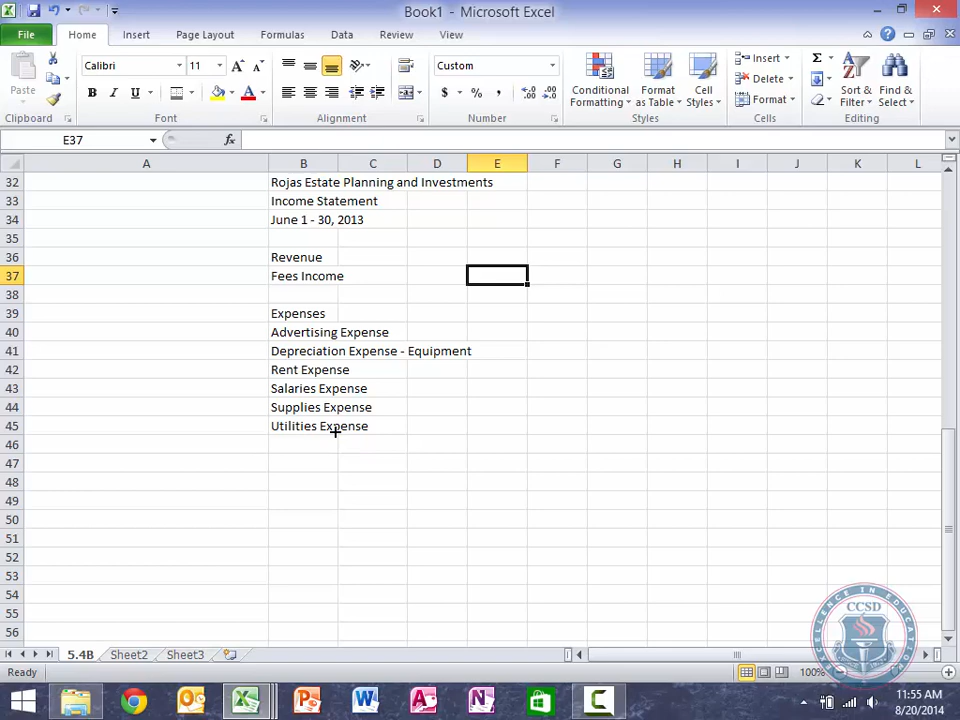 Book1 - Microsoft Excel
File Home Insert Page Layout Formulas Data Review View
Calibri 11 Custom Insert Σ
Paste Conditional Format Cell Delete Sort & Find &
B I U A $ % , Formatting as Table Styles Format Filter Select
Clipboard Font Alignment Number Styles Cells Editing
E37 fx
A B C D E F G H I J K L
32 Rojas Estate Planning and Investments
33 Income Statement
34 June 1 - 30, 2013
35
36 Revenue
37 Fees Income
38
39 Expenses
40 Advertising Expense
41 Depreciation Expense - Equipment
42 Rent Expense
43 Salaries Expense
44 Supplies Expense
45 Utilities Expense
46
47
48
49
50
51
52
53
54
55
56
EXCELLENCE IN EDUCATION
CCSD
5.4B Sheet2 Sheet3
Ready 100%
11:55 AM
8/20/2014